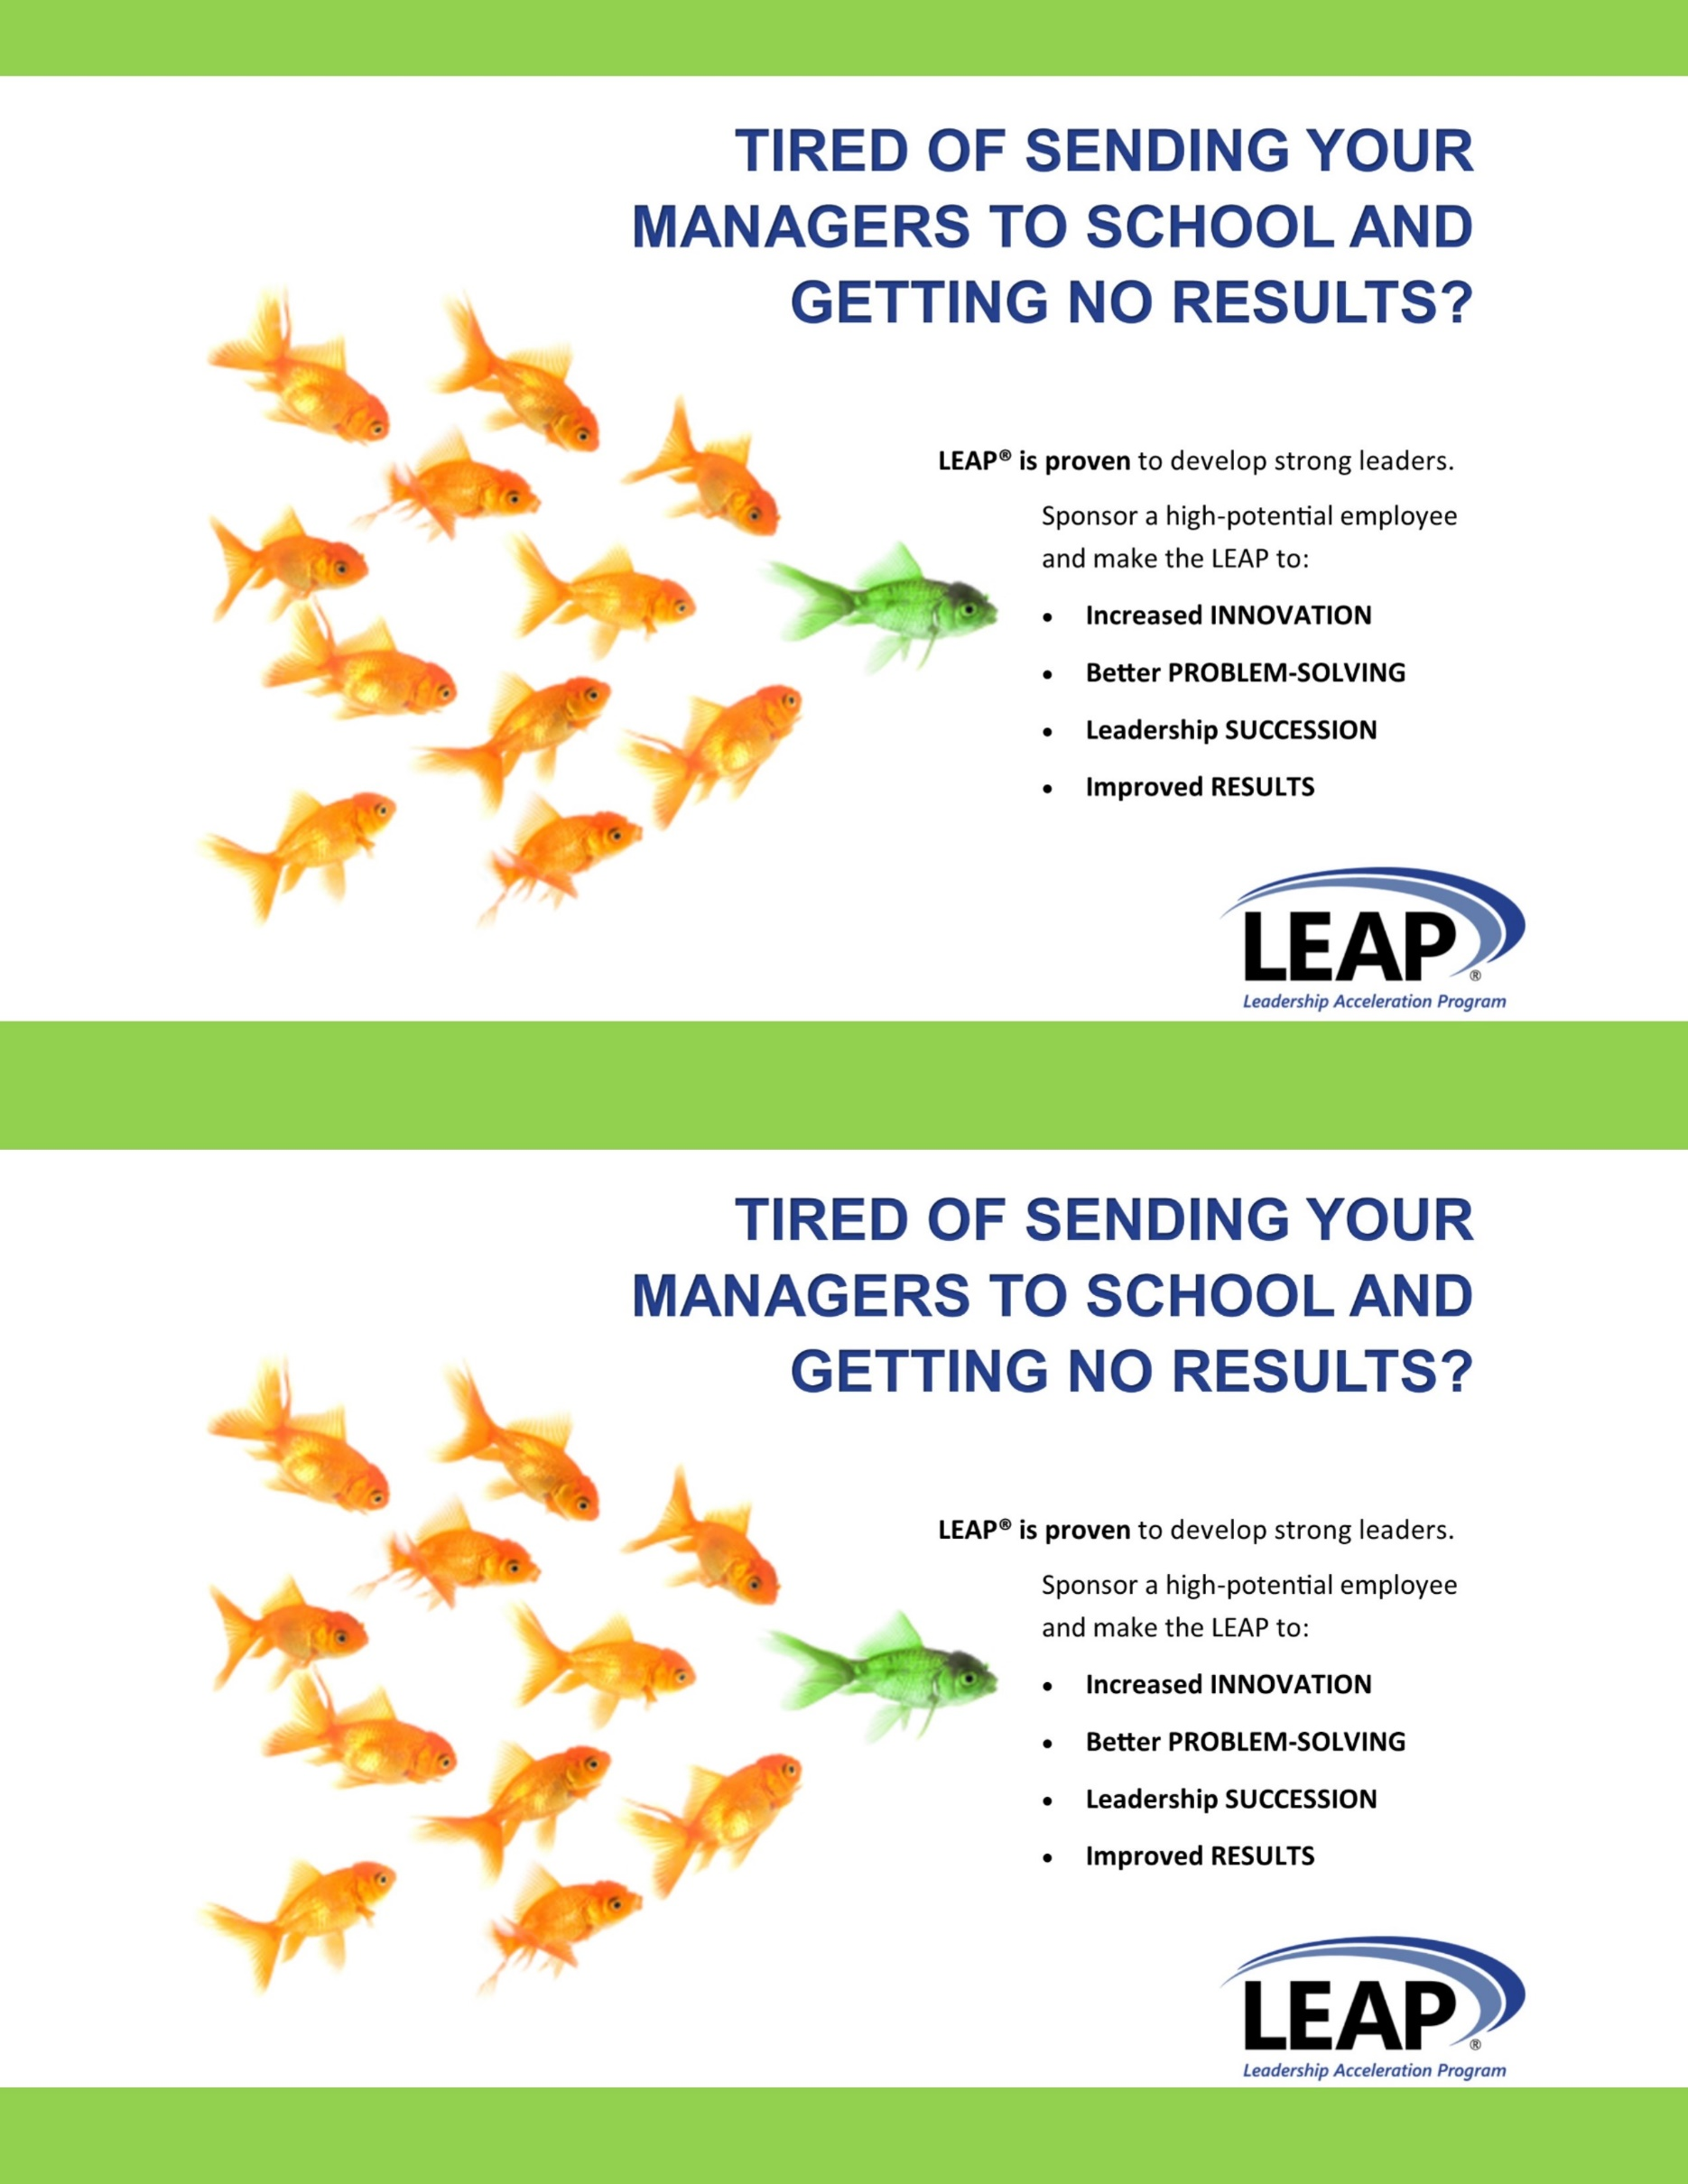 TIRED OF SENDING YOUR
MANAGERS TO SCHOOL AND
GETTING NO RESULTS?
LEAP® is proven to develop strong leaders.
Sponsor a high-potential employee
and make the LEAP to:
• Increased INNOVATION
• Better PROBLEM-SOLVING
• Leadership SUCCESSION
• Improved RESULTS
LEAP®
Leadership Acceleration Program
TIRED OF SENDING YOUR
MANAGERS TO SCHOOL AND
GETTING NO RESULTS?
LEAP® is proven to develop strong leaders.
Sponsor a high-potential employee
and make the LEAP to:
• Increased INNOVATION
• Better PROBLEM-SOLVING
• Leadership SUCCESSION
• Improved RESULTS
LEAP®
Leadership Acceleration Program